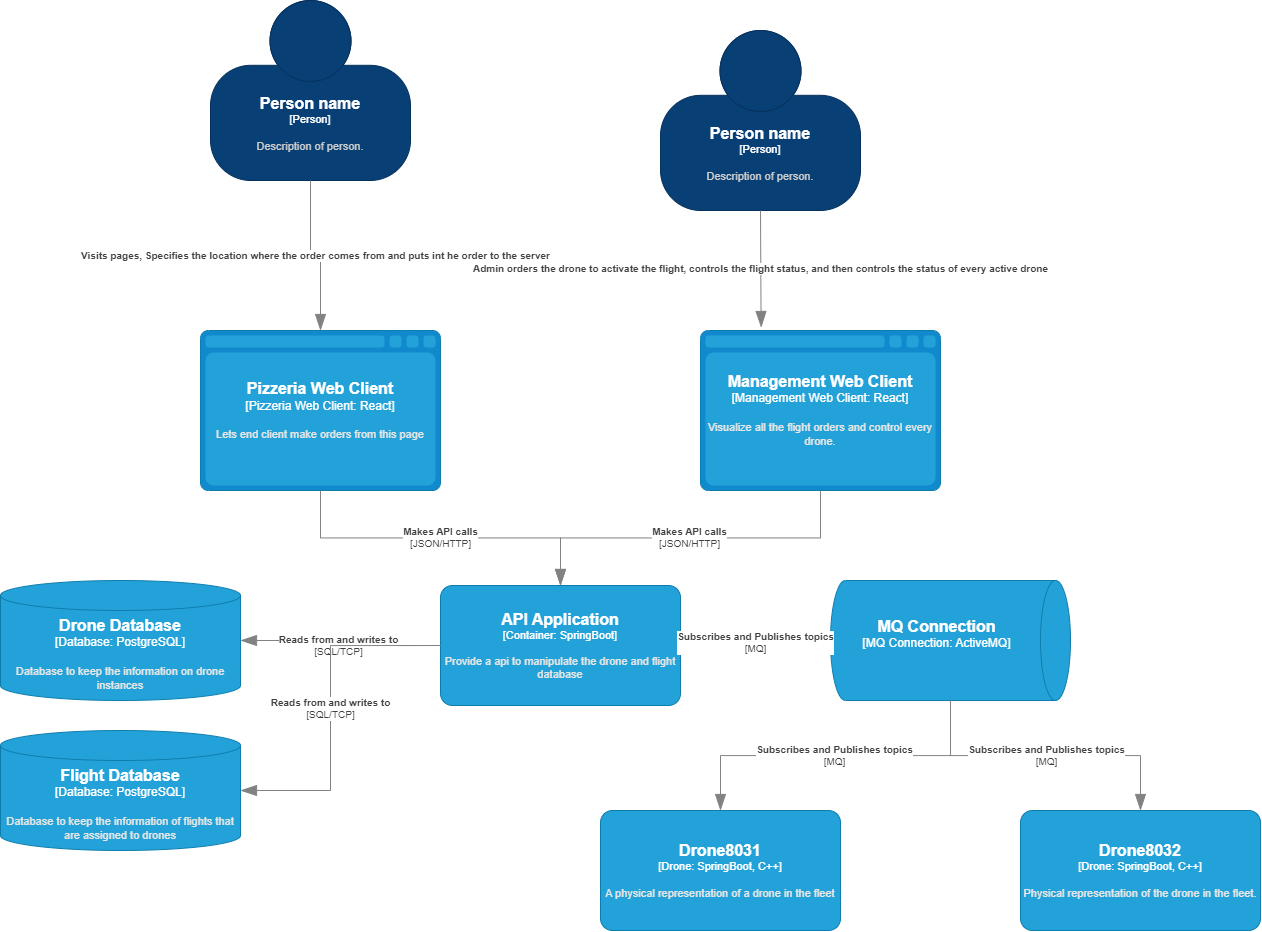 Person name
[Person]
Description of person.
Person name
[Person]
Description of person.
Visits pages, Specifies the location where the order comes from and puts int he order to the server
Admin orders the drone to activate the flight, controls the flight status, and then controls the status of every active drone
Pizzeria Web Client
[Pizzeria Web Client: React]
Lets end client make orders from this page
Management Web Client
[Management Web Client: React]
Visualize all the flight orders and control every
drone.
Makes API calls
[JSON/HTTP]
Makes API calls
[JSON/HTTP]
Drone Database
[Database: PostgreSQL]
Database to keep the information on drone
instances
Reads from and writes to
[SQL/TCP]
API Application
[Container: SpringBoot]
Provide a api to manipulate the drone and flight
database
Subscribes and Publishes topics
[MQ]
MQ Connection
[MQ Connection: ActiveMQ]
Reads from and writes to
[SQL/TCP]
Flight Database
[Database: PostgreSQL]
Database to keep the information of flights that
are assigned to drones
Subscribes and Publishes topics
[MQ]
Subscribes and Publishes topics
[MQ]
Drone8031
[Drone: SpringBoot, C++]
A physical representation of a drone in the fleet
Drone8032
[Drone: SpringBoot, C++]
Physical representation of the drone in the fleet.